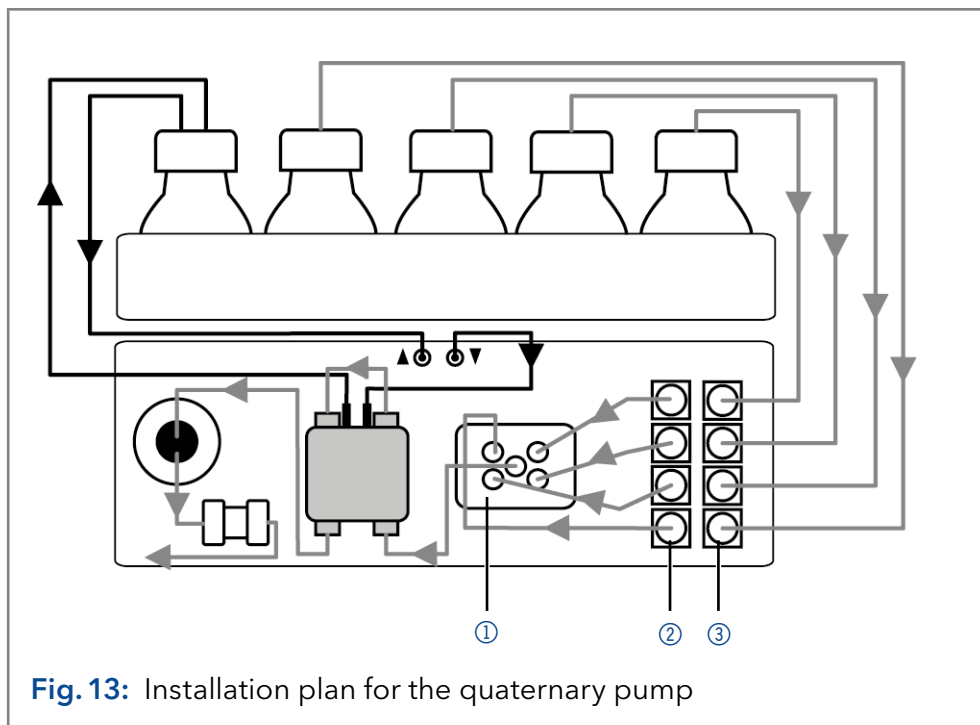 ▲ ▼
① ② ③
Fig. 13: Installation plan for the quaternary pump